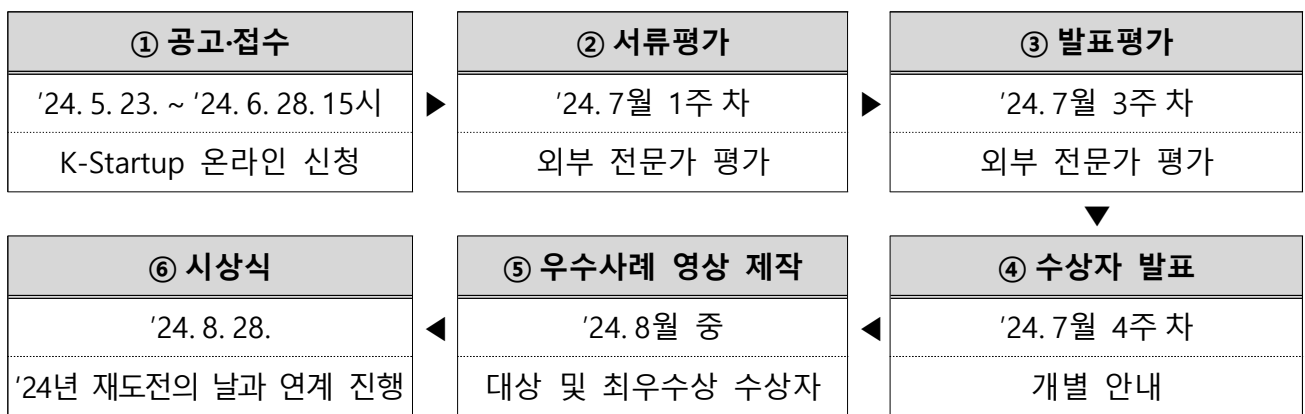 ① 공고·접수
'24. 5. 23. ~ '24. 6. 28. 15시
K-Startup 온라인 신청
▶
② 서류평가
'24. 7월 1주 차
외부 전문가 평가
▶
③ 발표평가
'24. 7월 3주 차
외부 전문가 평가
▼
④ 수상자 발표
'24. 7월 4주 차
개별 안내
◀
⑤ 우수사례 영상 제작
'24. 8월 중
대상 및 최우수상 수상자
◀
⑥ 시상식
'24. 8. 28.
'24년 재도전의 날과 연계 진행